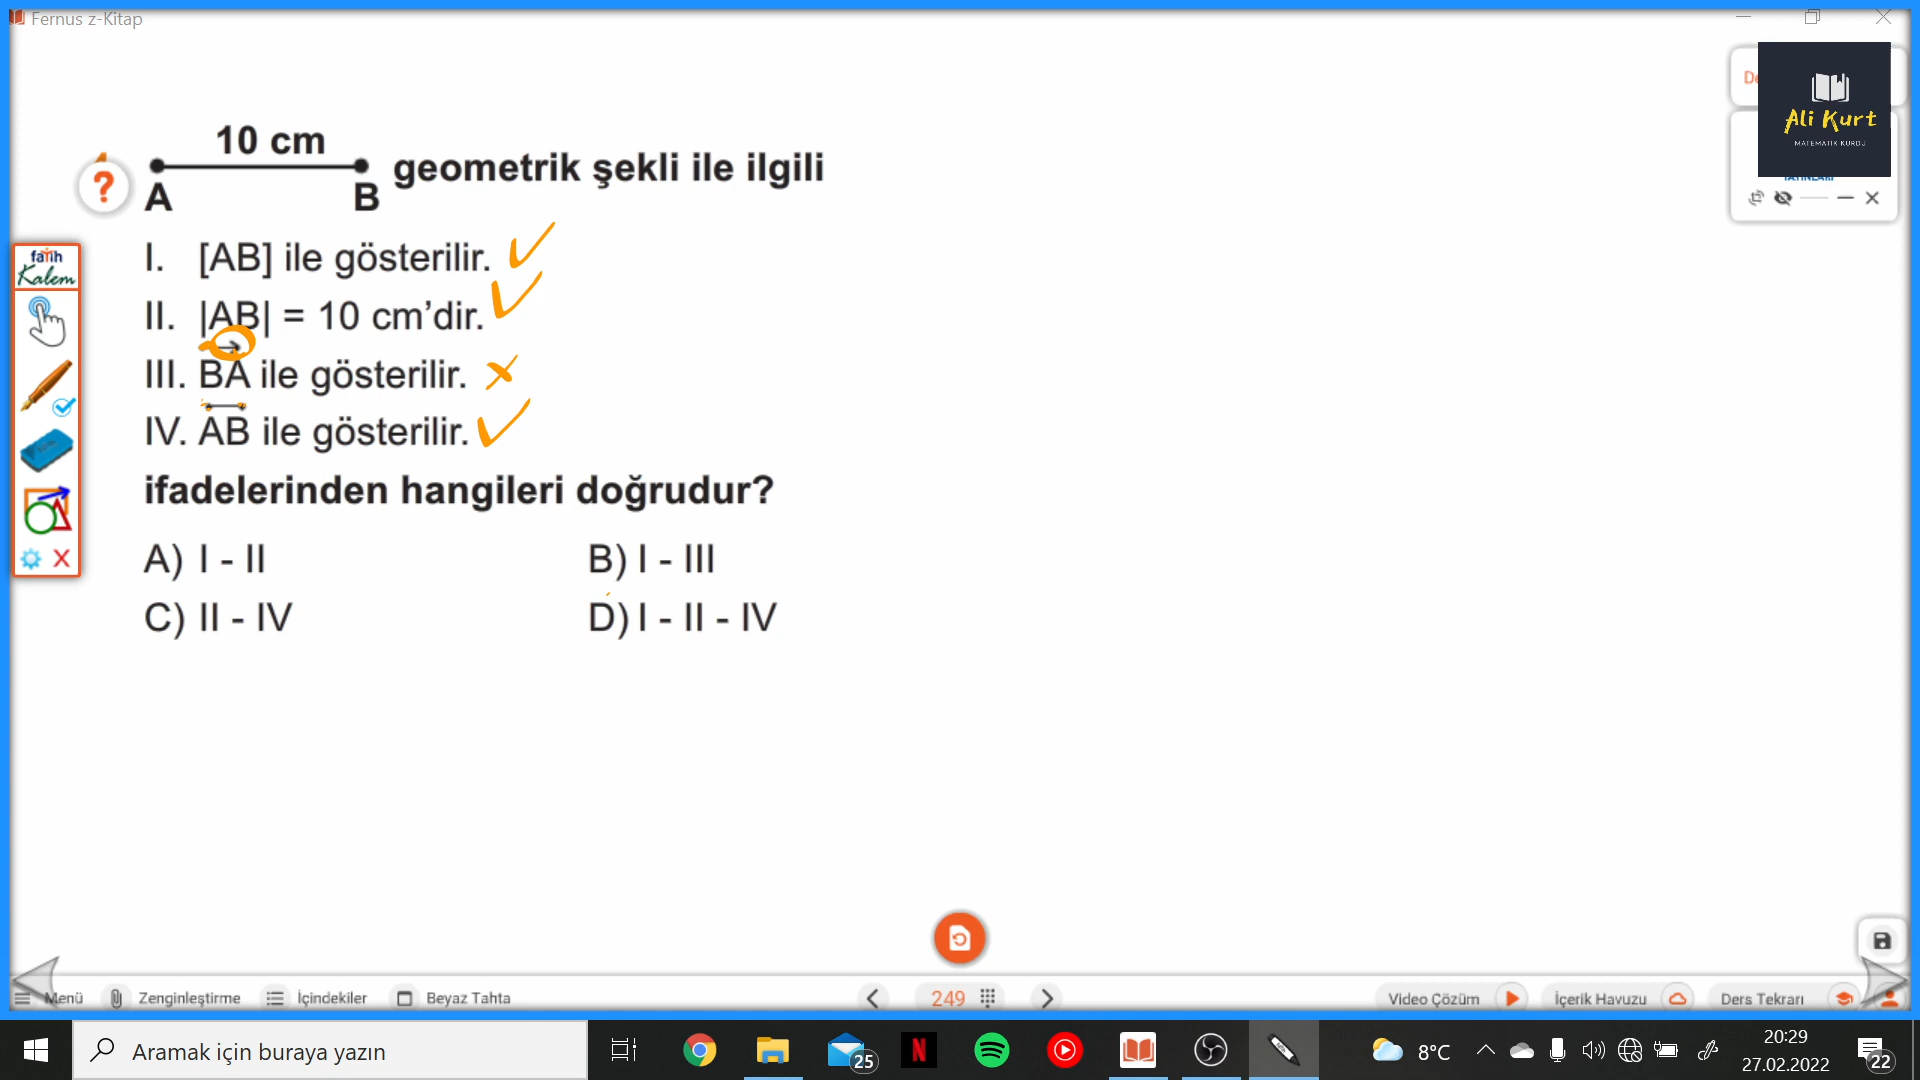 Fernus z-Kitap
Ali Kurt
MATEMATİK KURDU
10 cm
A B
geometrik şekli ile ilgili
?
I. [AB] ile gösterilir.
II. |AB| = 10 cm’dir.
III. BA ile gösterilir.
IV. AB ile gösterilir.
ifadelerinden hangileri doğrudur?
A) I - II
B) I - III
C) II - IV
D) I - II - IV
fatih
Kalem
Menü
Zenginleştirme
İçindekiler
Beyaz Tahta
249
Video Çözüm
İçerik Havuzu
Ders Tekrarı
Aramak için buraya yazın
25
8°C
20:29
27.02.2022
22